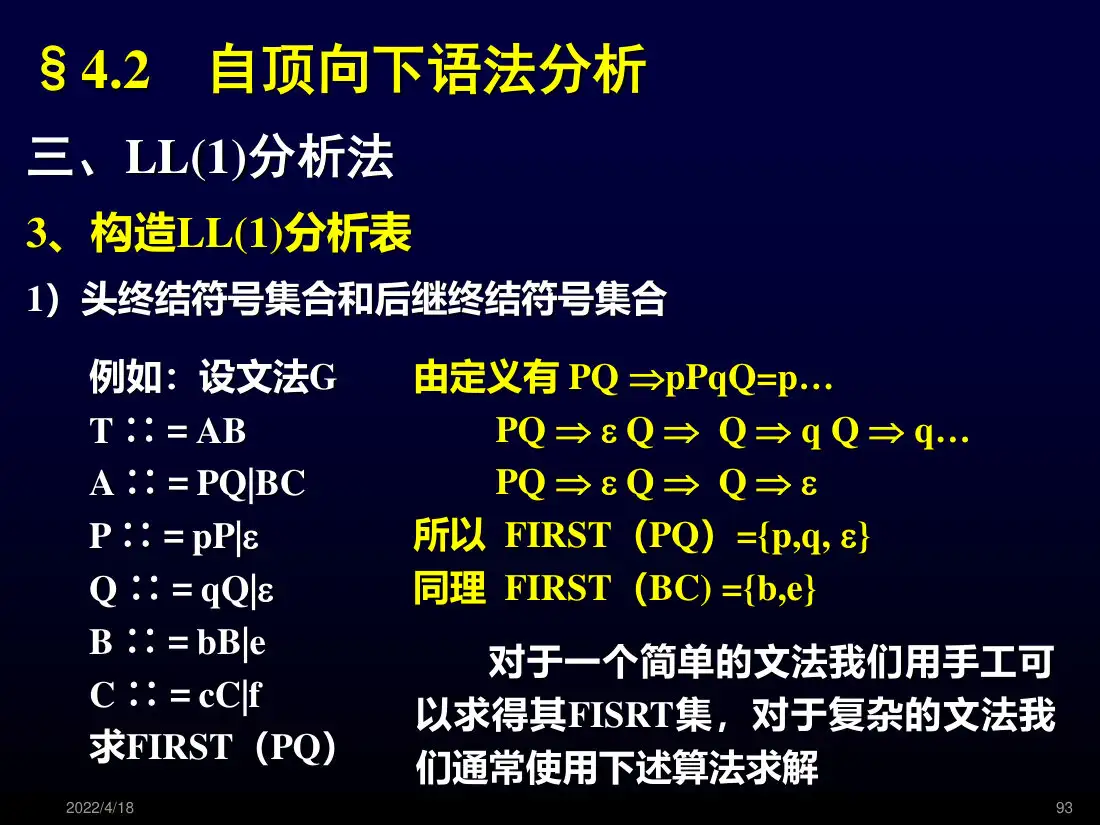 §4.2 自顶向下语法分析
三、LL(1)分析法
3、构造LL(1)分析表
1）头终结符号集合和后继终结符号集合
例如：设文法G
T ∷＝AB
A ∷＝PQ|BC
P ∷＝pP|ε
Q ∷＝qQ|ε
B ∷＝bB|e
C ∷＝cC|f
求FIRST（PQ）
由定义有 PQ ⇒pPqQ=p…
PQ ⇒ ε Q ⇒ Q ⇒ q Q ⇒ q…
PQ ⇒ ε Q ⇒ Q ⇒ ε
所以 FIRST（PQ）={p,q, ε}
同理 FIRST（BC) ={b,e}
对于一个简单的文法我们用手工可
以求得其FISRT集，对于复杂的文法我
们通常使用下述算法求解
2022/4/18
93